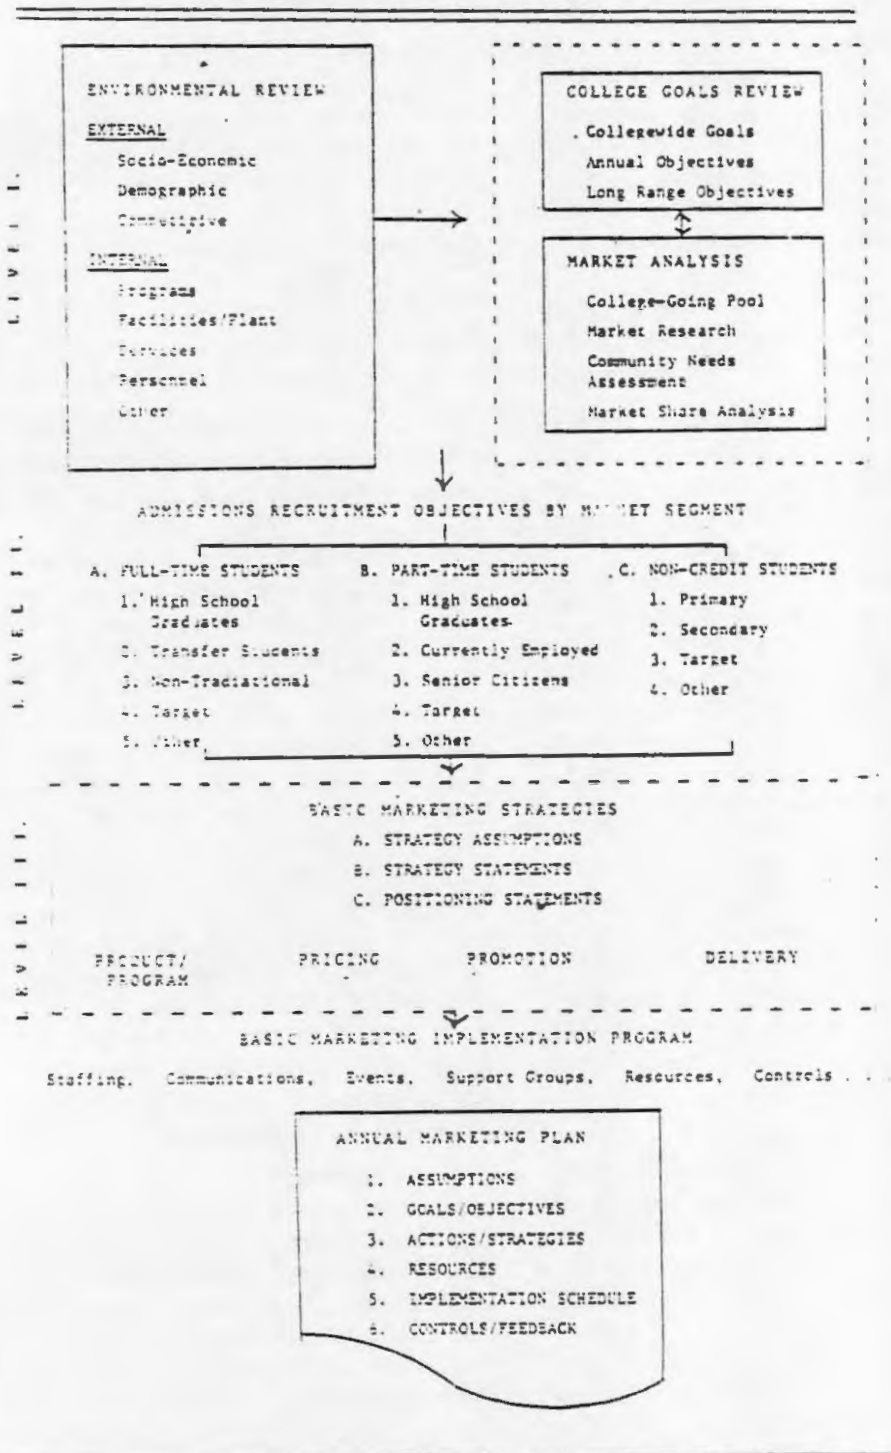 LEVEL I.
ENVIRONMENTAL REVIEW
EXTERNAL
Socio-Economic
Demographic
Competitive
INTERNAL
Programs
Facilities/Plant
Services
Personnel
Other
COLLEGE GOALS REVIEW
Collegewide Goals
Annual Objectives
Long Range Objectives
MARKET ANALYSIS
College-Going Pool
Market Research
Community Needs
Assessment
Market Share Analysis
LEVEL II.
ADMISSIONS RECRUITMENT OBJECTIVES BY MARKET SEGMENT
A. FULL-TIME STUDENTS
1. High School
Graduates
2. Transfer Students
3. Non-Tradiational
4. Target
5. Other
B. PART-TIME STUDENTS
1. High School
Graduates
2. Currently Employed
3. Senior Citizens
4. Target
5. Other
C. NON-CREDIT STUDENTS
1. Primary
2. Secondary
3. Target
4. Other
LEVEL III.
BASIC MARKETING STRATEGIES
A. STRATEGY ASSUMPTIONS
B. STRATEGY STATEMENTS
C. POSITIONING STATEMENTS
PRODUCT/
PROGRAM
PRICING
PROMOTION
DELIVERY
BASIC MARKETING IMPLEMENTATION PROGRAM
Staffing, Communications, Events, Support Groups, Resources, Controls . . .
ANNUAL MARKETING PLAN
1. ASSUMPTIONS
2. GOALS/OBJECTIVES
3. ACTIONS/STRATEGIES
4. RESOURCES
5. IMPLEMENTATION SCHEDULE
6. CONTROLS/FEEDBACK